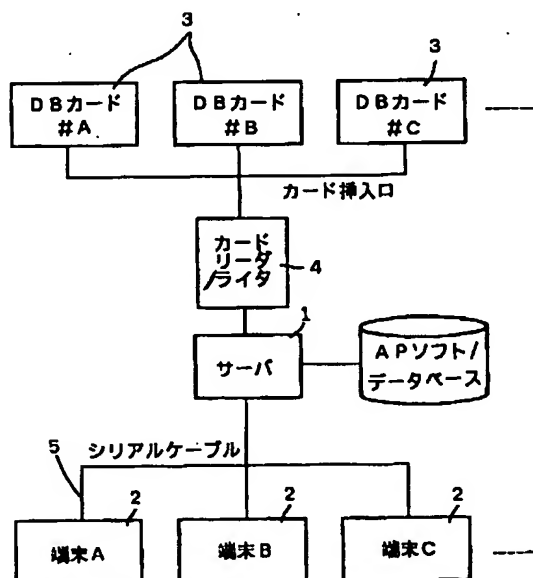 3
3
DBカード
#A
DBカード
#B
DBカード
#C
カード挿入口
カード
リーダ
/ライタ
4
1
サーバ
APソフト/
データベース
シリアルケーブル
5
2
2
2
端末A
端末B
端末C